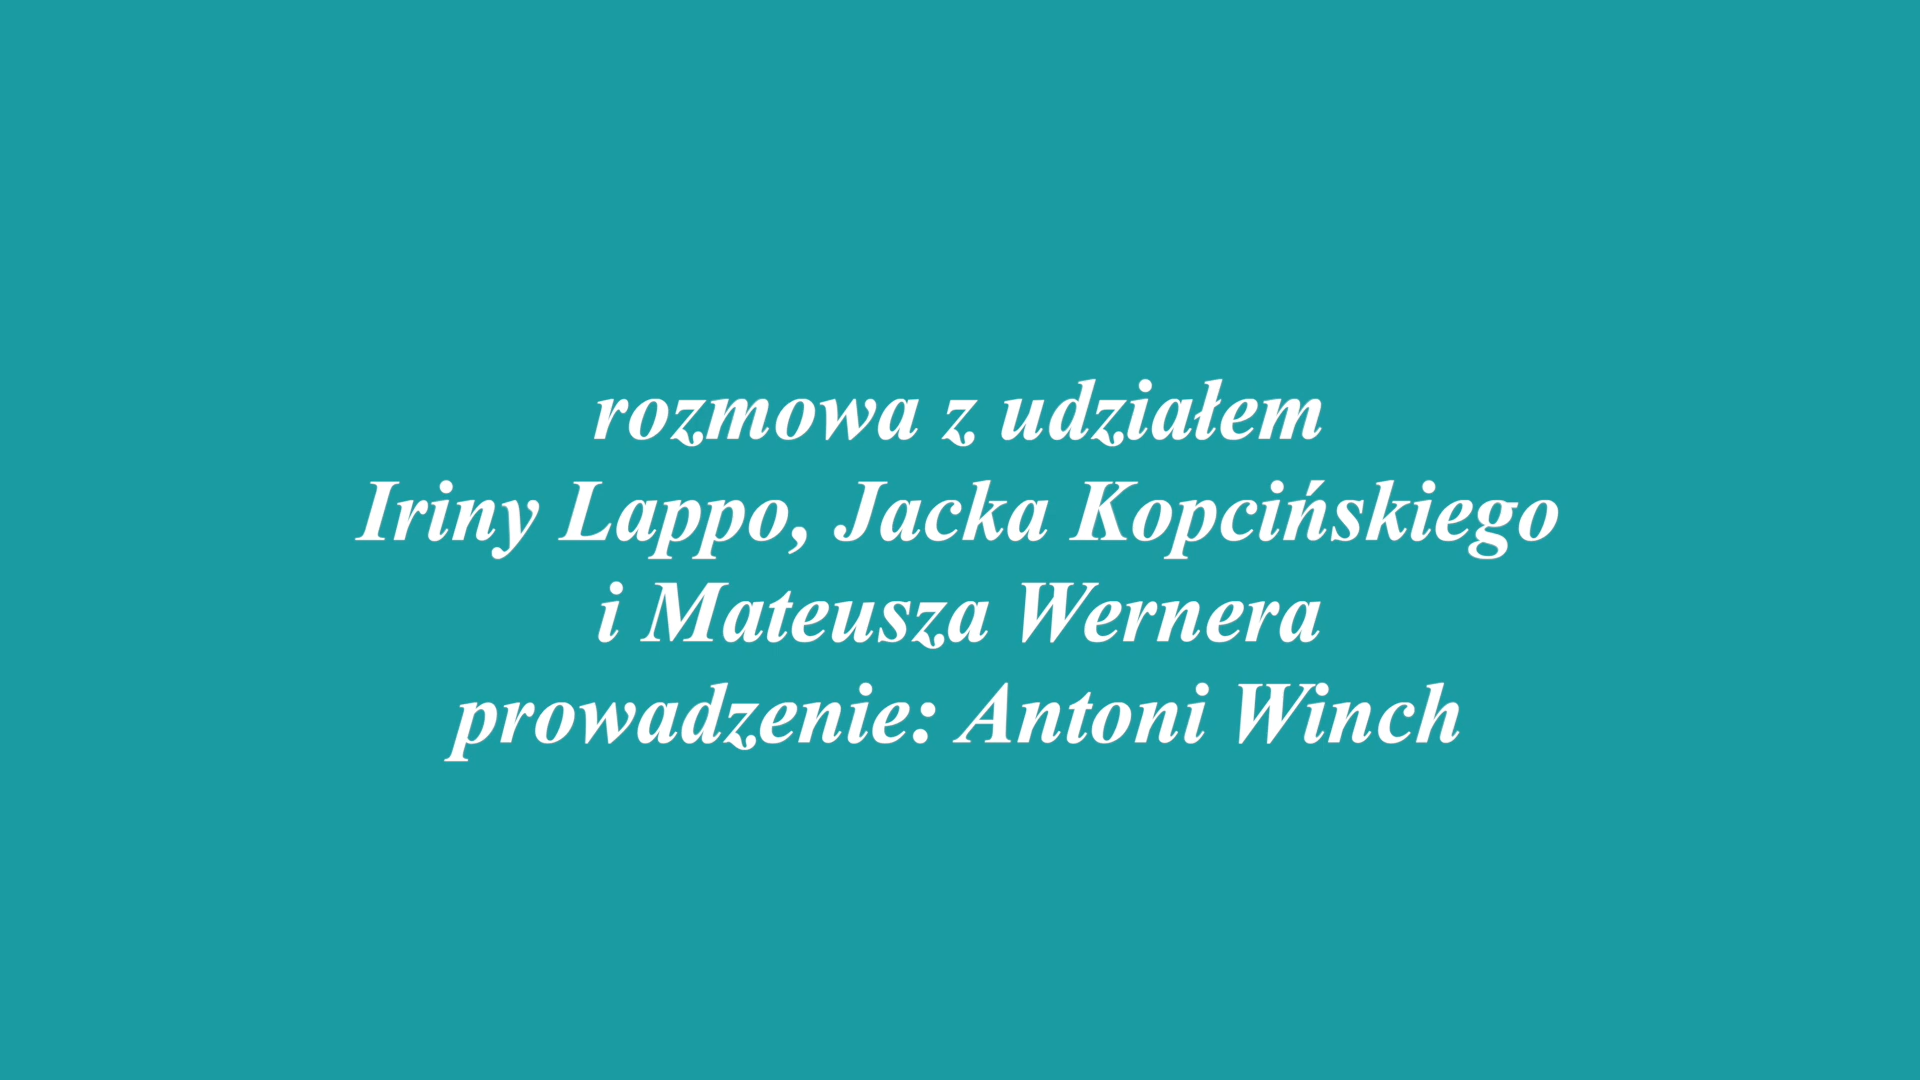 rozmowa z udziałem
Iriny Lappo, Jacka Kopcińskiego
i Mateusza Wernera
prowadzenie: Antoni Winch